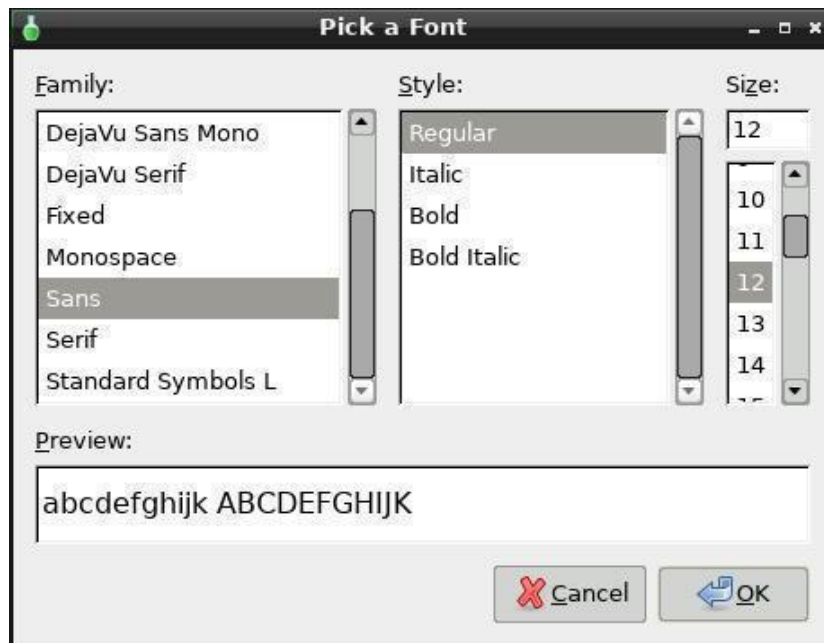 Pick a Font
Family:
DejaVu Sans Mono
DejaVu Serif
Fixed
Monospace
Sans
Serif
Standard Symbols L
Style:
Regular
Italic
Bold
Bold Italic
Size:
12
10
11
12
13
14
Preview:
abcdefghijk ABCDEFGHIJK
Cancel
OK